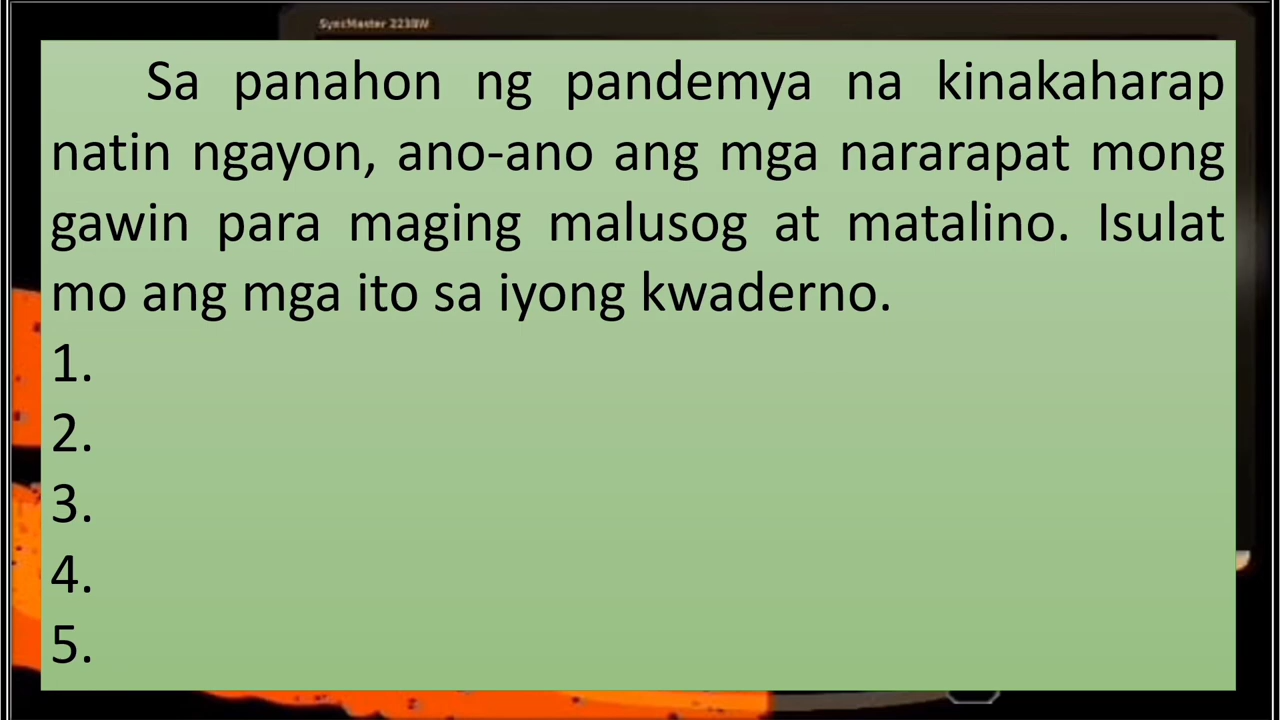 SyncMaster 223BW
Sa panahon ng pandemya na kinakaharap
natin ngayon, ano-ano ang mga nararapat mong
gawin para maging malusog at matalino. Isulat
mo ang mga ito sa iyong kwaderno.
1.
2.
3.
4.
5.